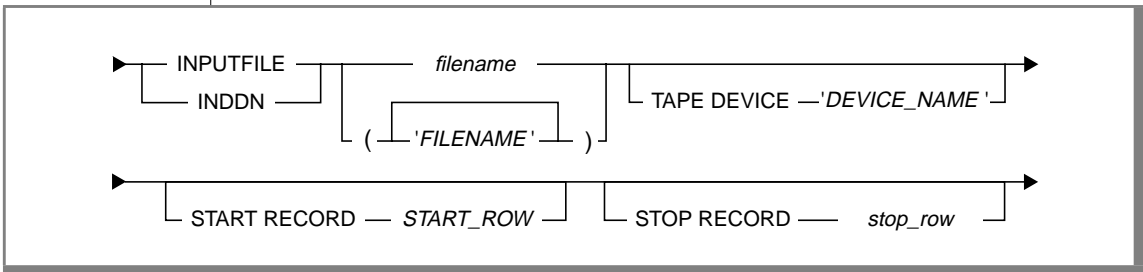 INPUTFILE filename
INDDN TAPE DEVICE 'DEVICE_NAME '
( 'FILENAME ' )
START RECORD START_ROW STOP RECORD stop_row